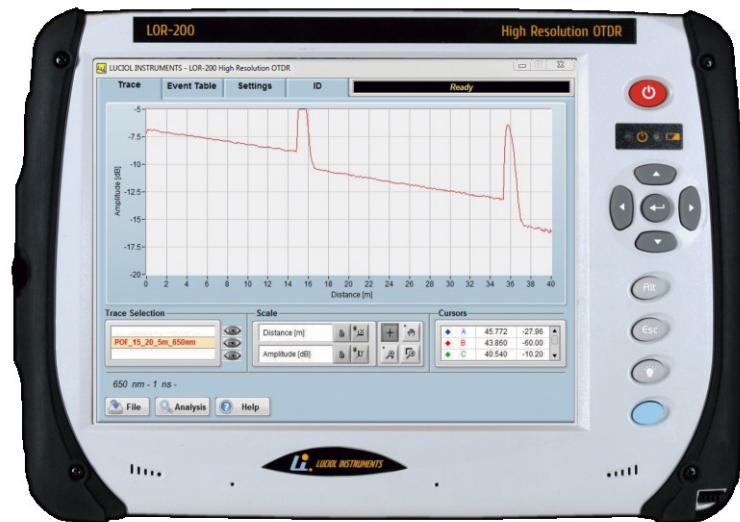 LOR-200 High Resolution OTDR
LUCIOL INSTRUMENTS - LOR-200 High Resolution OTDR
Trace Event Table Settings ID Ready
-5
-7.5
-10
-12.5
-15
-17.5
-20
Amplitude [dB]
0 2 4 6 8 10 12 14 16 18 20 22 24 26 28 30 32 34 36 38 40
Distance [m]
Trace Selection Scale Cursors
POF_15_20_5m_650nm
Distance [m]
Amplitude [dB]
A 45.772 -27.96
B 43.860 -60.00
C 40.540 -10.20
650 nm - 1 ns -
File Analysis Help
Alt
Esc
Li. LUCIOL INSTRUMENTS